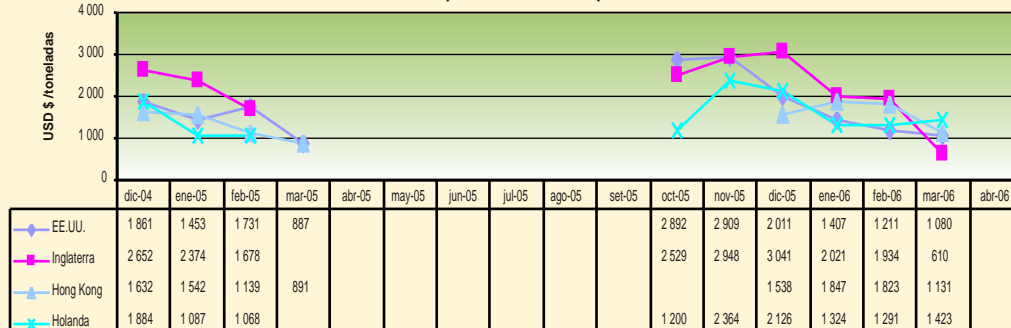 4 000
3 000
2 000
1 000
0
USD $ /toneladas
dic-04 ene-05 feb-05 mar-05 abr-05 may-05 jun-05 jul-05 ago-05 set-05 oct-05 nov-05 dic-05 ene-06 feb-06 mar-06 abr-06
EE.UU. 1 861 1 453 1 731 887 2 892 2 909 2 011 1 407 1 211 1 080
Inglaterra 2 652 2 374 1 678 2 529 2 948 3 041 2 021 1 934 610
Hong Kong 1 632 1 542 1 139 891 1 538 1 847 1 823 1 131
Holanda 1 884 1 087 1 068 1 200 2 364 2 126 1 324 1 291 1 423